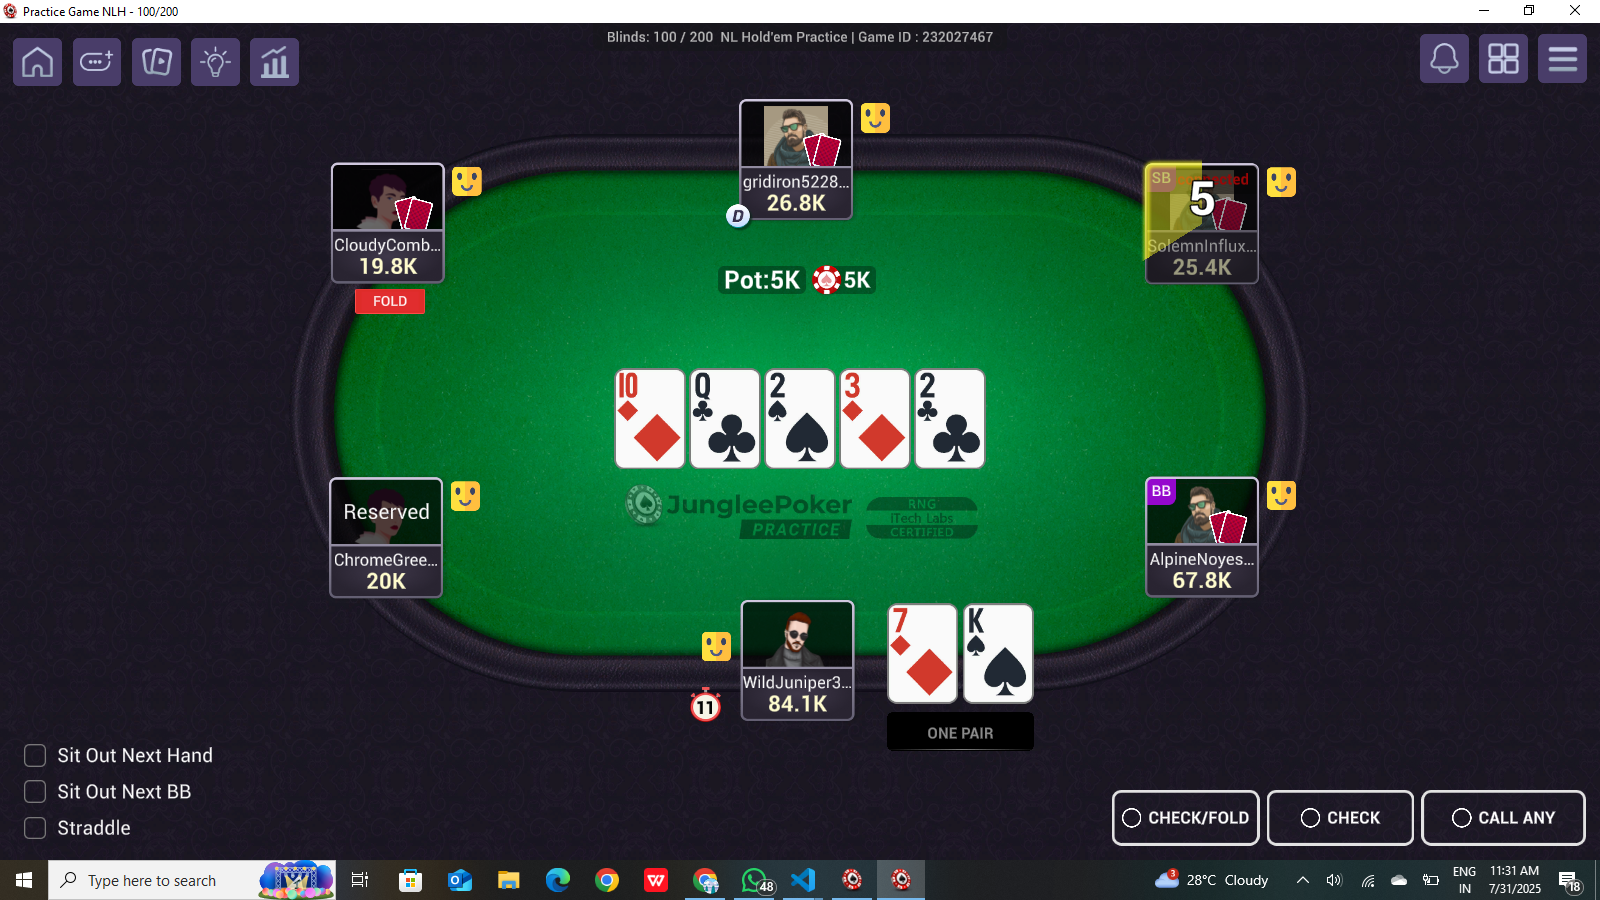 Practice Game NLH - 100/200
Blinds: 100 / 200 NL Hold'em Practice | Game ID : 232027467
gridiron5228...
26.8K
D
CloudyComb...
19.8K
FOLD
SB
5
SolemnInflux...
25.4K
Pot:5K 5K
10 Q 2 3 2
JungleePoker
PRACTICE
RNG
iTech Labs
CERTIFIED
Reserved
ChromeGree...
20K
BB
AlpineNoyes...
67.8K
WildJuniper3...
84.1K
11
7 K
ONE PAIR
Sit Out Next Hand
Sit Out Next BB
Straddle
CHECK/FOLD
CHECK
CALL ANY
Type here to search
W
48
3
28°C Cloudy
ENG
IN
11:31 AM
7/31/2025
18